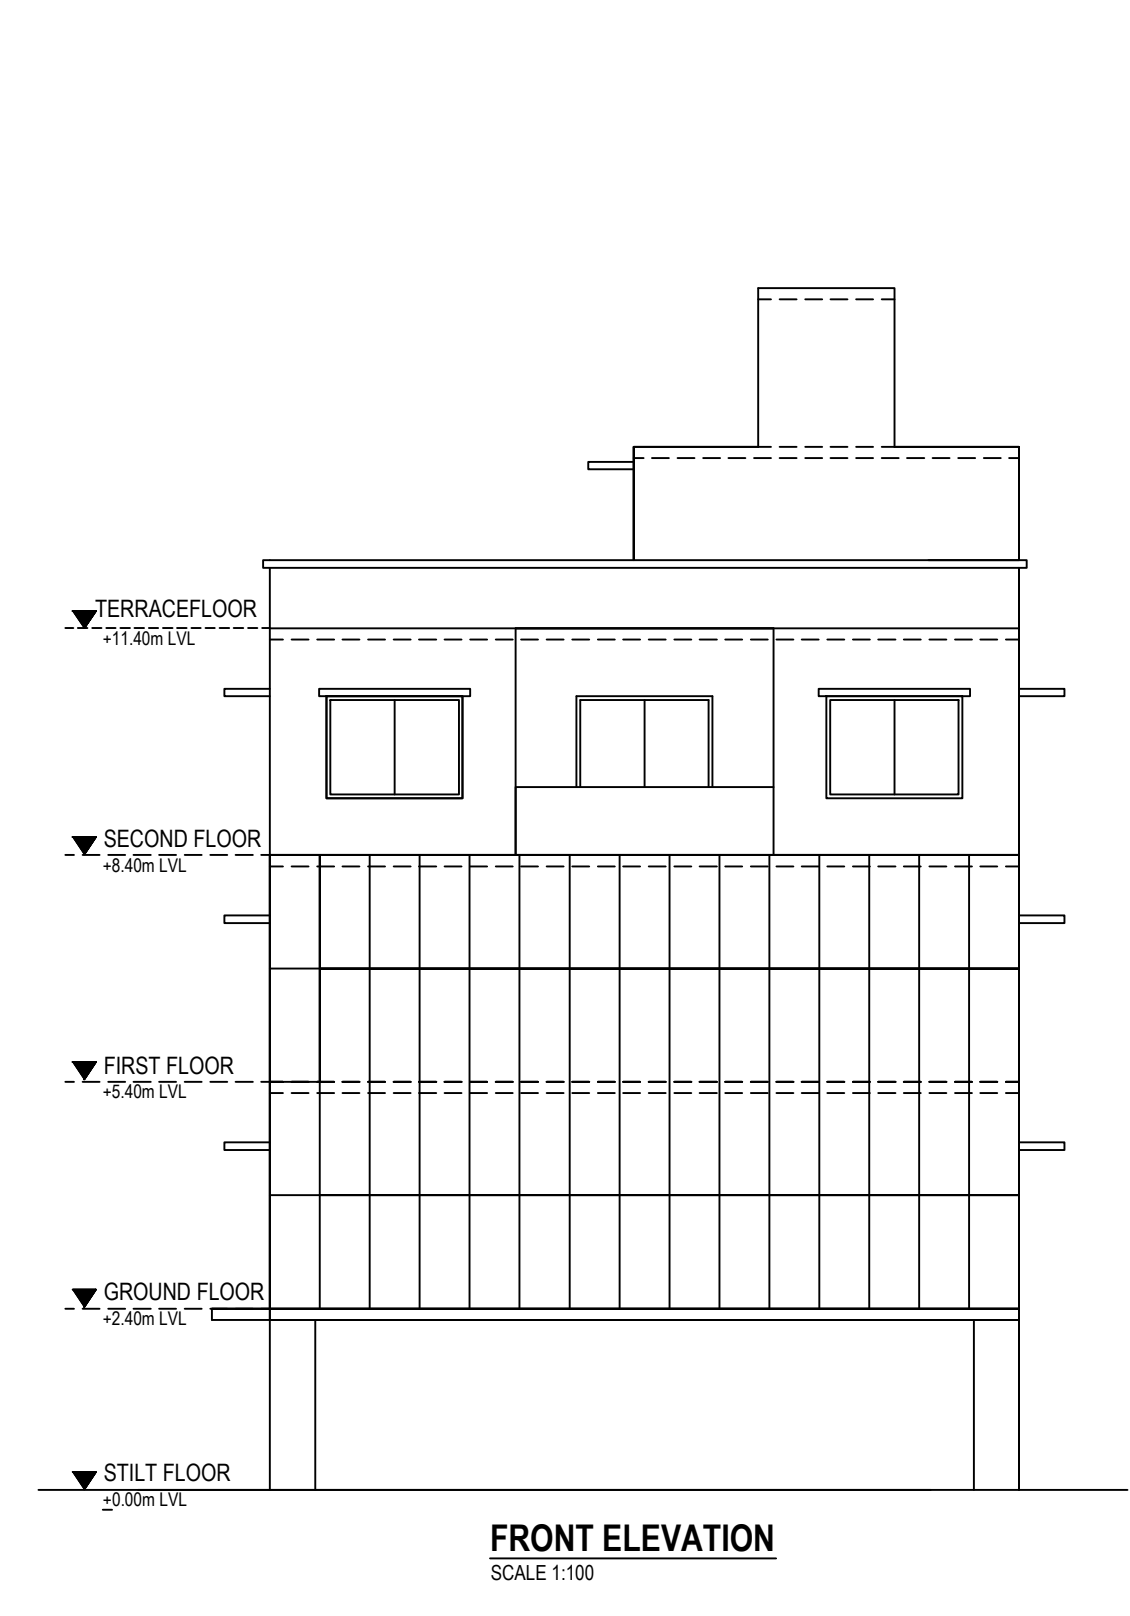 TERRACEFLOOR
+11.40m LVL
SECOND FLOOR
+8.40m LVL
FIRST FLOOR
+5.40m LVL
GROUND FLOOR
+2.40m LVL
STILT FLOOR
±0.00m LVL
FRONT ELEVATION
SCALE 1:100